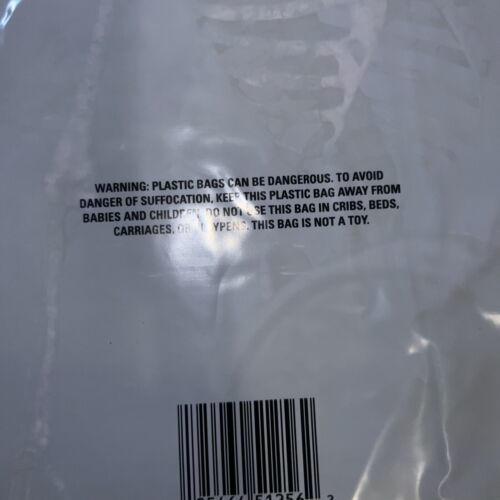 WARNING: PLASTIC BAGS CAN BE DANGEROUS. TO AVOID
DANGER OF SUFFOCATION, KEEP THIS PLASTIC BAG AWAY FROM
BABIES AND CHILDREN. DO NOT USE THIS BAG IN CRIBS, BEDS,
CARRIAGES, OR PLAYPENS. THIS BAG IS NOT A TOY.